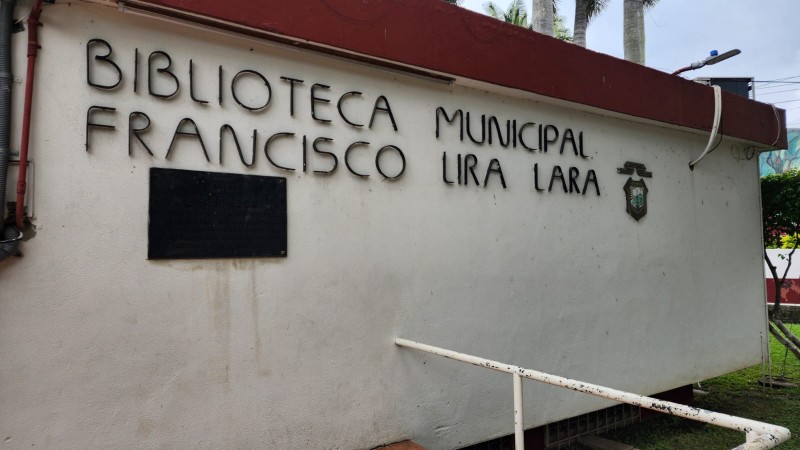 BIBLIOTECA MUNICIPAL
FRANCISCO LIRA LARA